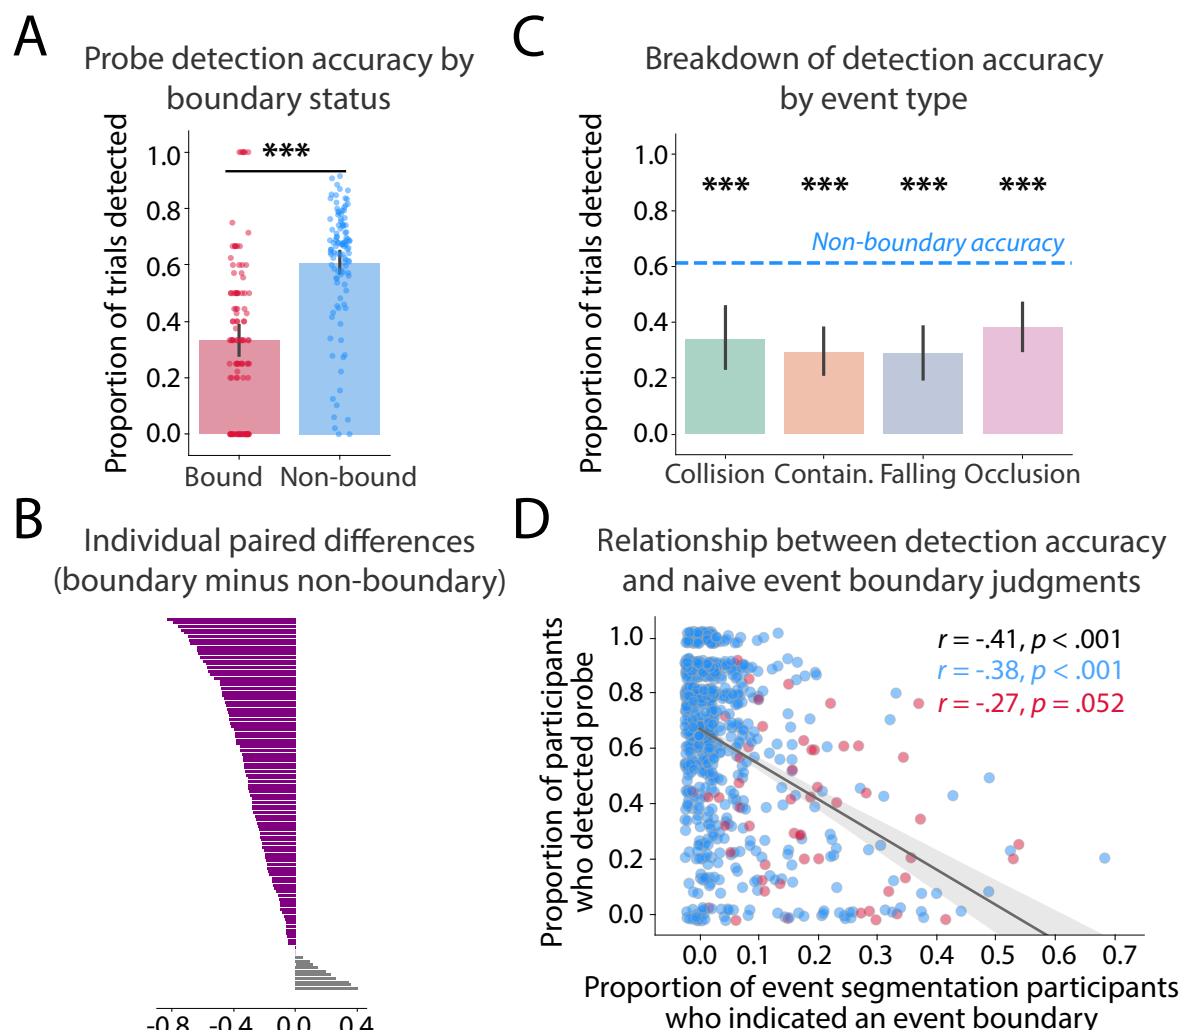 A
Probe detection accuracy by
boundary status
Proportion of trials detected
1.0
0.8
0.6
0.4
0.2
0.0
***
Bound
Non-bound
C
Breakdown of detection accuracy
by event type
Proportion of trials detected
1.0
0.8
0.6
0.4
0.2
0.0
*** *** *** ***
Non-boundary accuracy
Collision Contain. Falling Occlusion
B
Individual paired differences
(boundary minus non-boundary)
-0.8 -0.4 0.0 0.4
D
Relationship between detection accuracy
and naive event boundary judgments
Proportion of participants
who detected probe
1.0
0.8
0.6
0.4
0.2
0.0
r = -.41, p < .001
r = -.38, p < .001
r = -.27, p = .052
0.0 0.1 0.2 0.3 0.4 0.5 0.6 0.7
Proportion of event segmentation participants
who indicated an event boundary